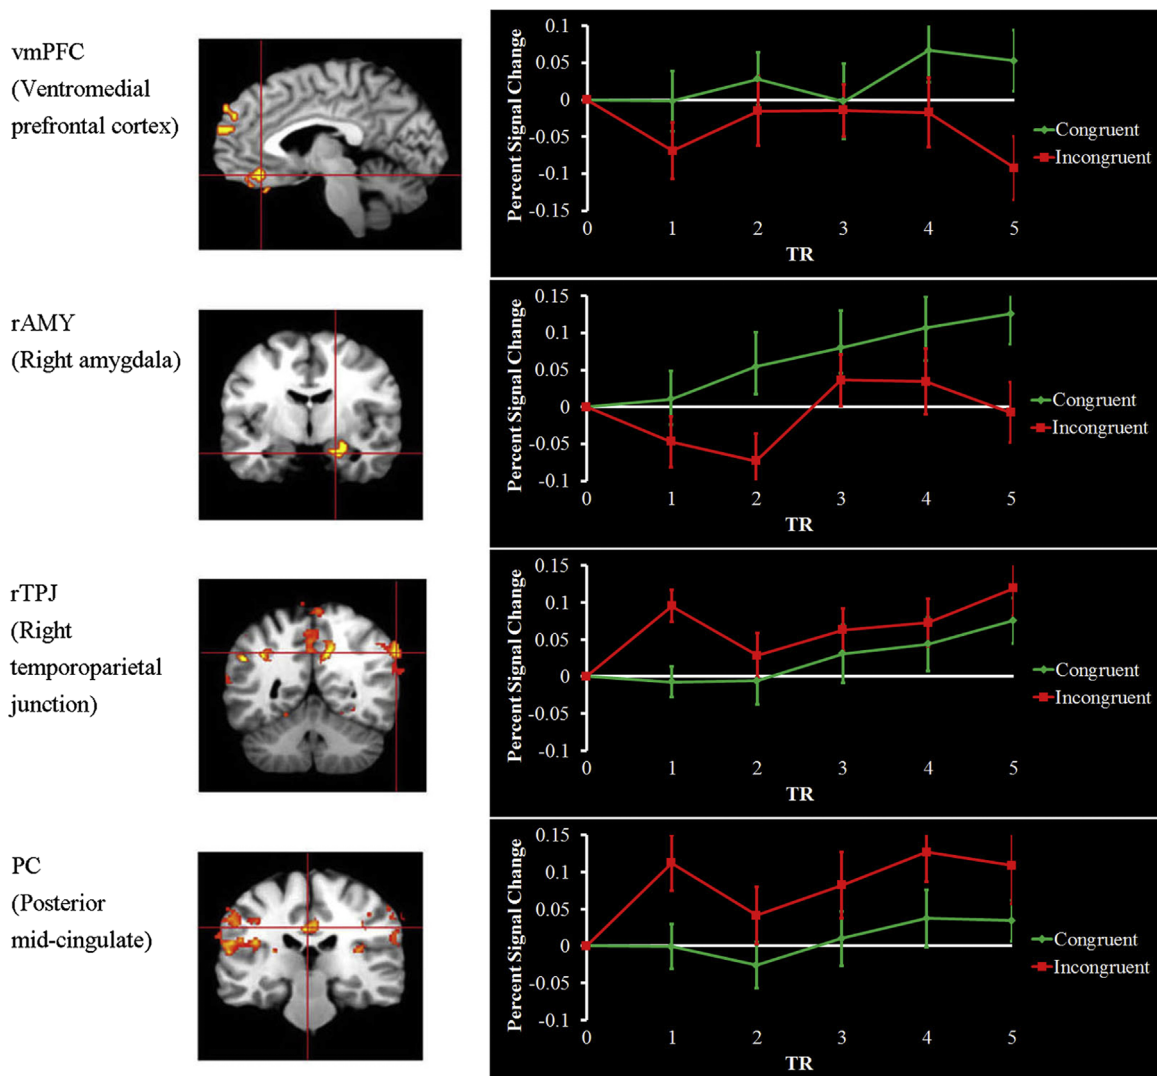 vmPFC
(Ventromedial
prefrontal cortex)
Percent Signal Change
0.1
0.05
0
-0.05
-0.1
-0.15
0
1
2
3
4
5
TR
Congruent
Incongruent
rAMY
(Right amygdala)
Percent Signal Change
0.15
0.1
0.05
0
-0.05
-0.1
0
1
2
3
4
5
TR
Congruent
Incongruent
rTPJ
(Right
temporoparietal
junction)
Percent Signal Change
0.15
0.1
0.05
0
-0.05
-0.1
0
1
2
3
4
5
TR
Congruent
Incongruent
PC
(Posterior
mid-cingulate)
Percent Signal Change
0.15
0.1
0.05
0
-0.05
-0.1
0
1
2
3
4
5
TR
Congruent
Incongruent